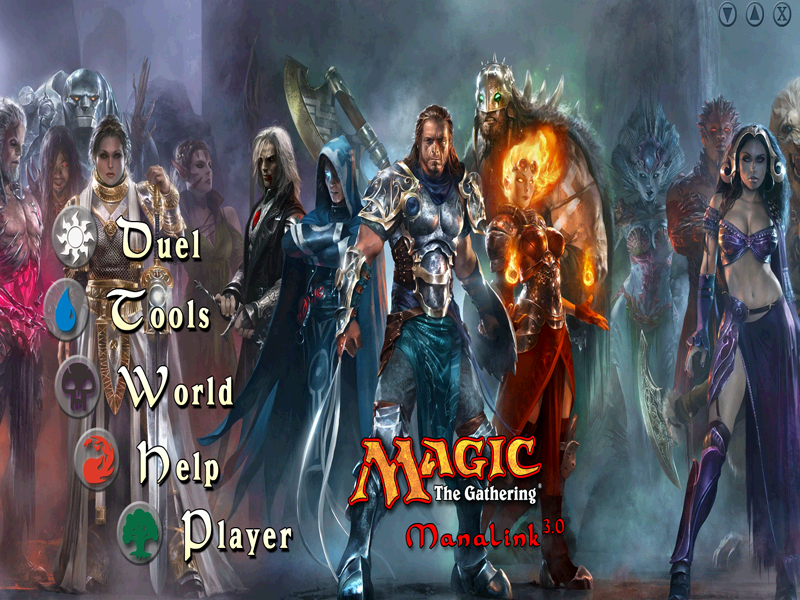 Duel
Tools
World
Help
Player
MAGIC
The Gathering®
ManaLink 3.0
X